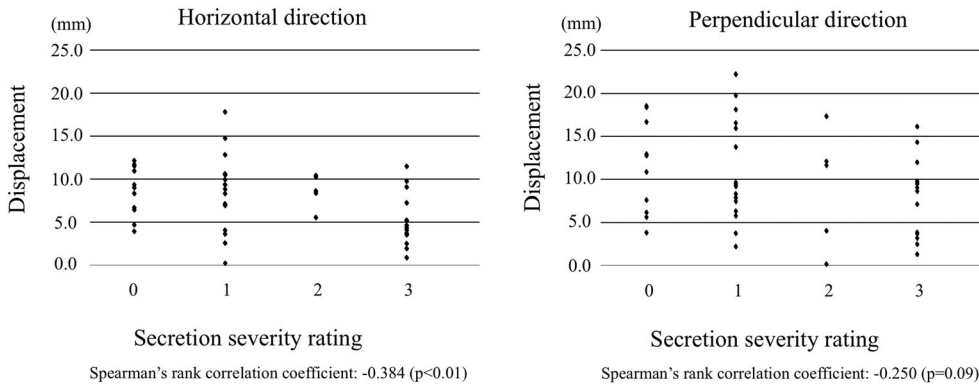 Horizontal direction
(mm)
25.0
20.0
15.0
10.0
5.0
0.0
Displacement
0 1 2 3
Secretion severity rating
Spearman’s rank correlation coefficient: -0.384 (p<0.01)
Perpendicular direction
(mm)
25.0
20.0
15.0
10.0
5.0
0.0
Displacement
0 1 2 3
Secretion severity rating
Spearman’s rank correlation coefficient: -0.250 (p=0.09)